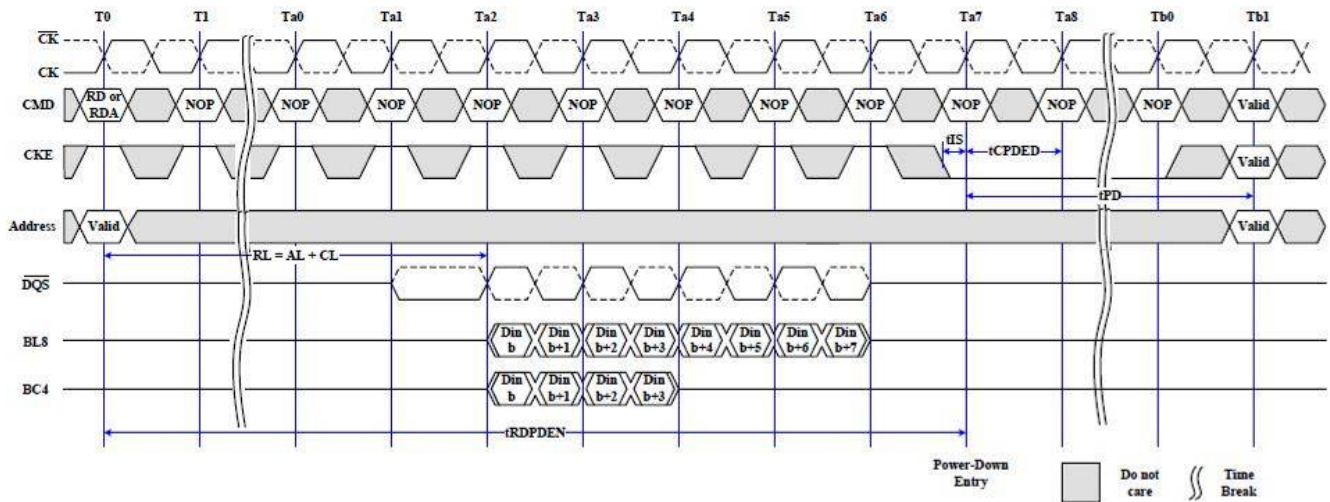 T0 T1 Ta0 Ta1 Ta2 Ta3 Ta4 Ta5 Ta6 Ta7 Ta8 Tb0 Tb1
CK
CK
CMD RD or RDA NOP NOP NOP NOP NOP NOP NOP NOP NOP NOP Valid
tIS
CKE tCPDED Valid
tPD
Address Valid Valid
RL = AL + CL
DQS
BL8 Din b Din b+1 Din b+2 Din b+3 Din b+4 Din b+5 Din b+6 Din b+7
BC4 Din b Din b+1 Din b+2 Din b+3
tRDPDEN
Power-Down Entry
Do not care
Time Break